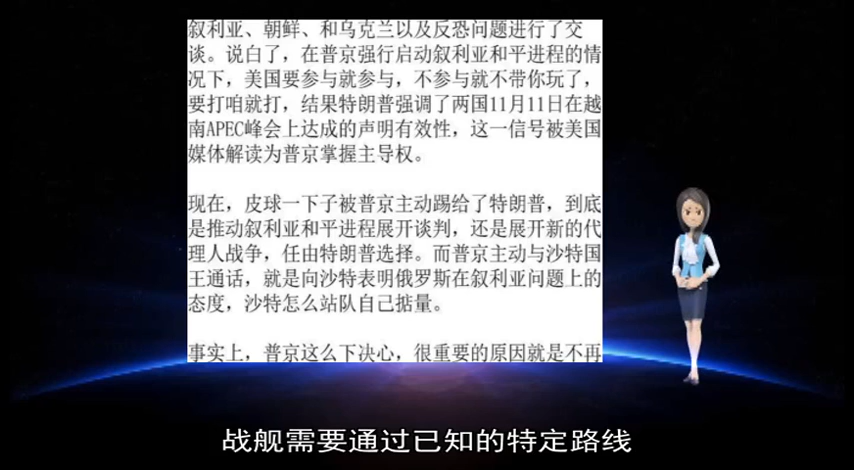 叙利亚、朝鲜、和乌克兰以及反恐问题进行了交
谈。说白了，在普京强行启动叙利亚和平进程的情
况下，美国要参与就参与，不参与就不带你玩了，
要打咱就打，结果特朗普强调了两国11月11日在越
南APEC峰会上达成的声明有效性，这一信号被美国
媒体解读为普京掌握主导权。
现在，皮球一下子被普京主动踢给了特朗普，到底
是推动叙利亚和平进程展开谈判，还是展开新的代
理人战争，任由特朗普选择。而普京主动与沙特国
王通话，就是向沙特表明俄罗斯在叙利亚问题上的
态度，沙特怎么站队自己掂量。
事实上，普京这么下决心，很重要的原因就是不再
战舰需要通过已知的特定路线